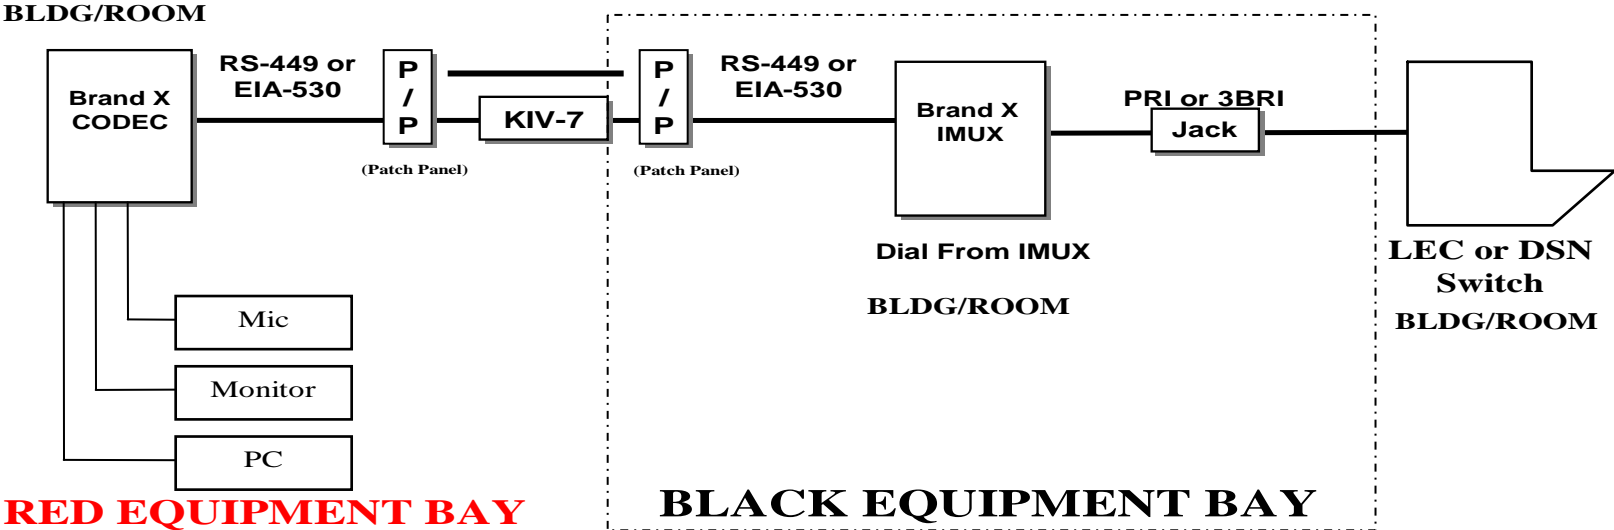 BLDG/ROOM
Brand X
CODEC
RS-449 or
EIA-530
P
/
P
(Patch Panel)
KIV-7
P
/
P
(Patch Panel)
RS-449 or
EIA-530
Brand X
IMUX
Dial From IMUX
BLDG/ROOM
PRI or 3BRI
Jack
LEC or DSN
Switch
BLDG/ROOM
Mic
Monitor
PC
RED EQUIPMENT BAY
BLACK EQUIPMENT BAY